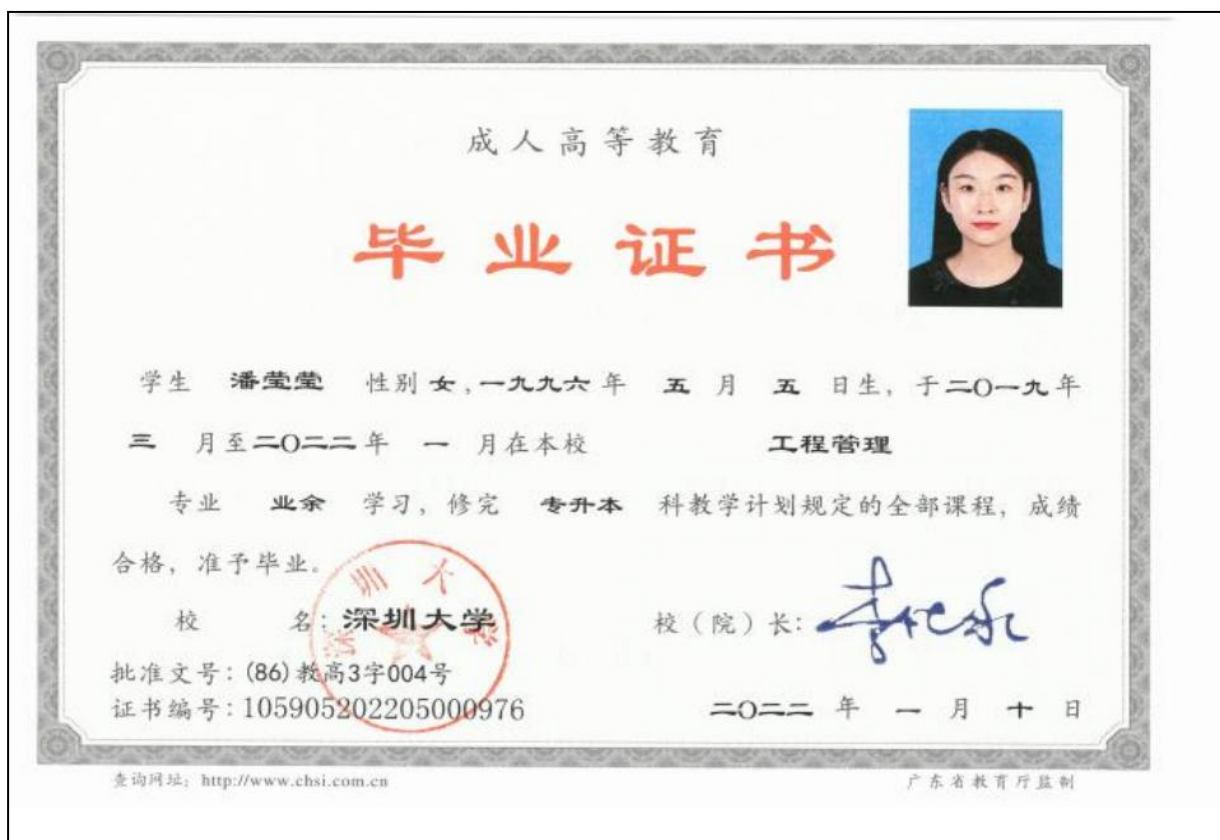 成人高等教育
毕业证书
学生 潘莹莹 性别 女，一九九六 年 五 月 五 日生，于二〇一九年
三 月至二〇二二年 一 月在本校 工程管理
专业 业余 学习，修完 专升本 科教学计划规定的全部课程，成绩
合格，准予毕业。
深圳大学
校 名：深圳大学 校（院）长：
批准文号：(86)教高3字004号
证书编号：105905202205000976 二〇二二 年 一 月 十 日
查询网址：http://www.chsi.com.cn 广东省教育厅监制